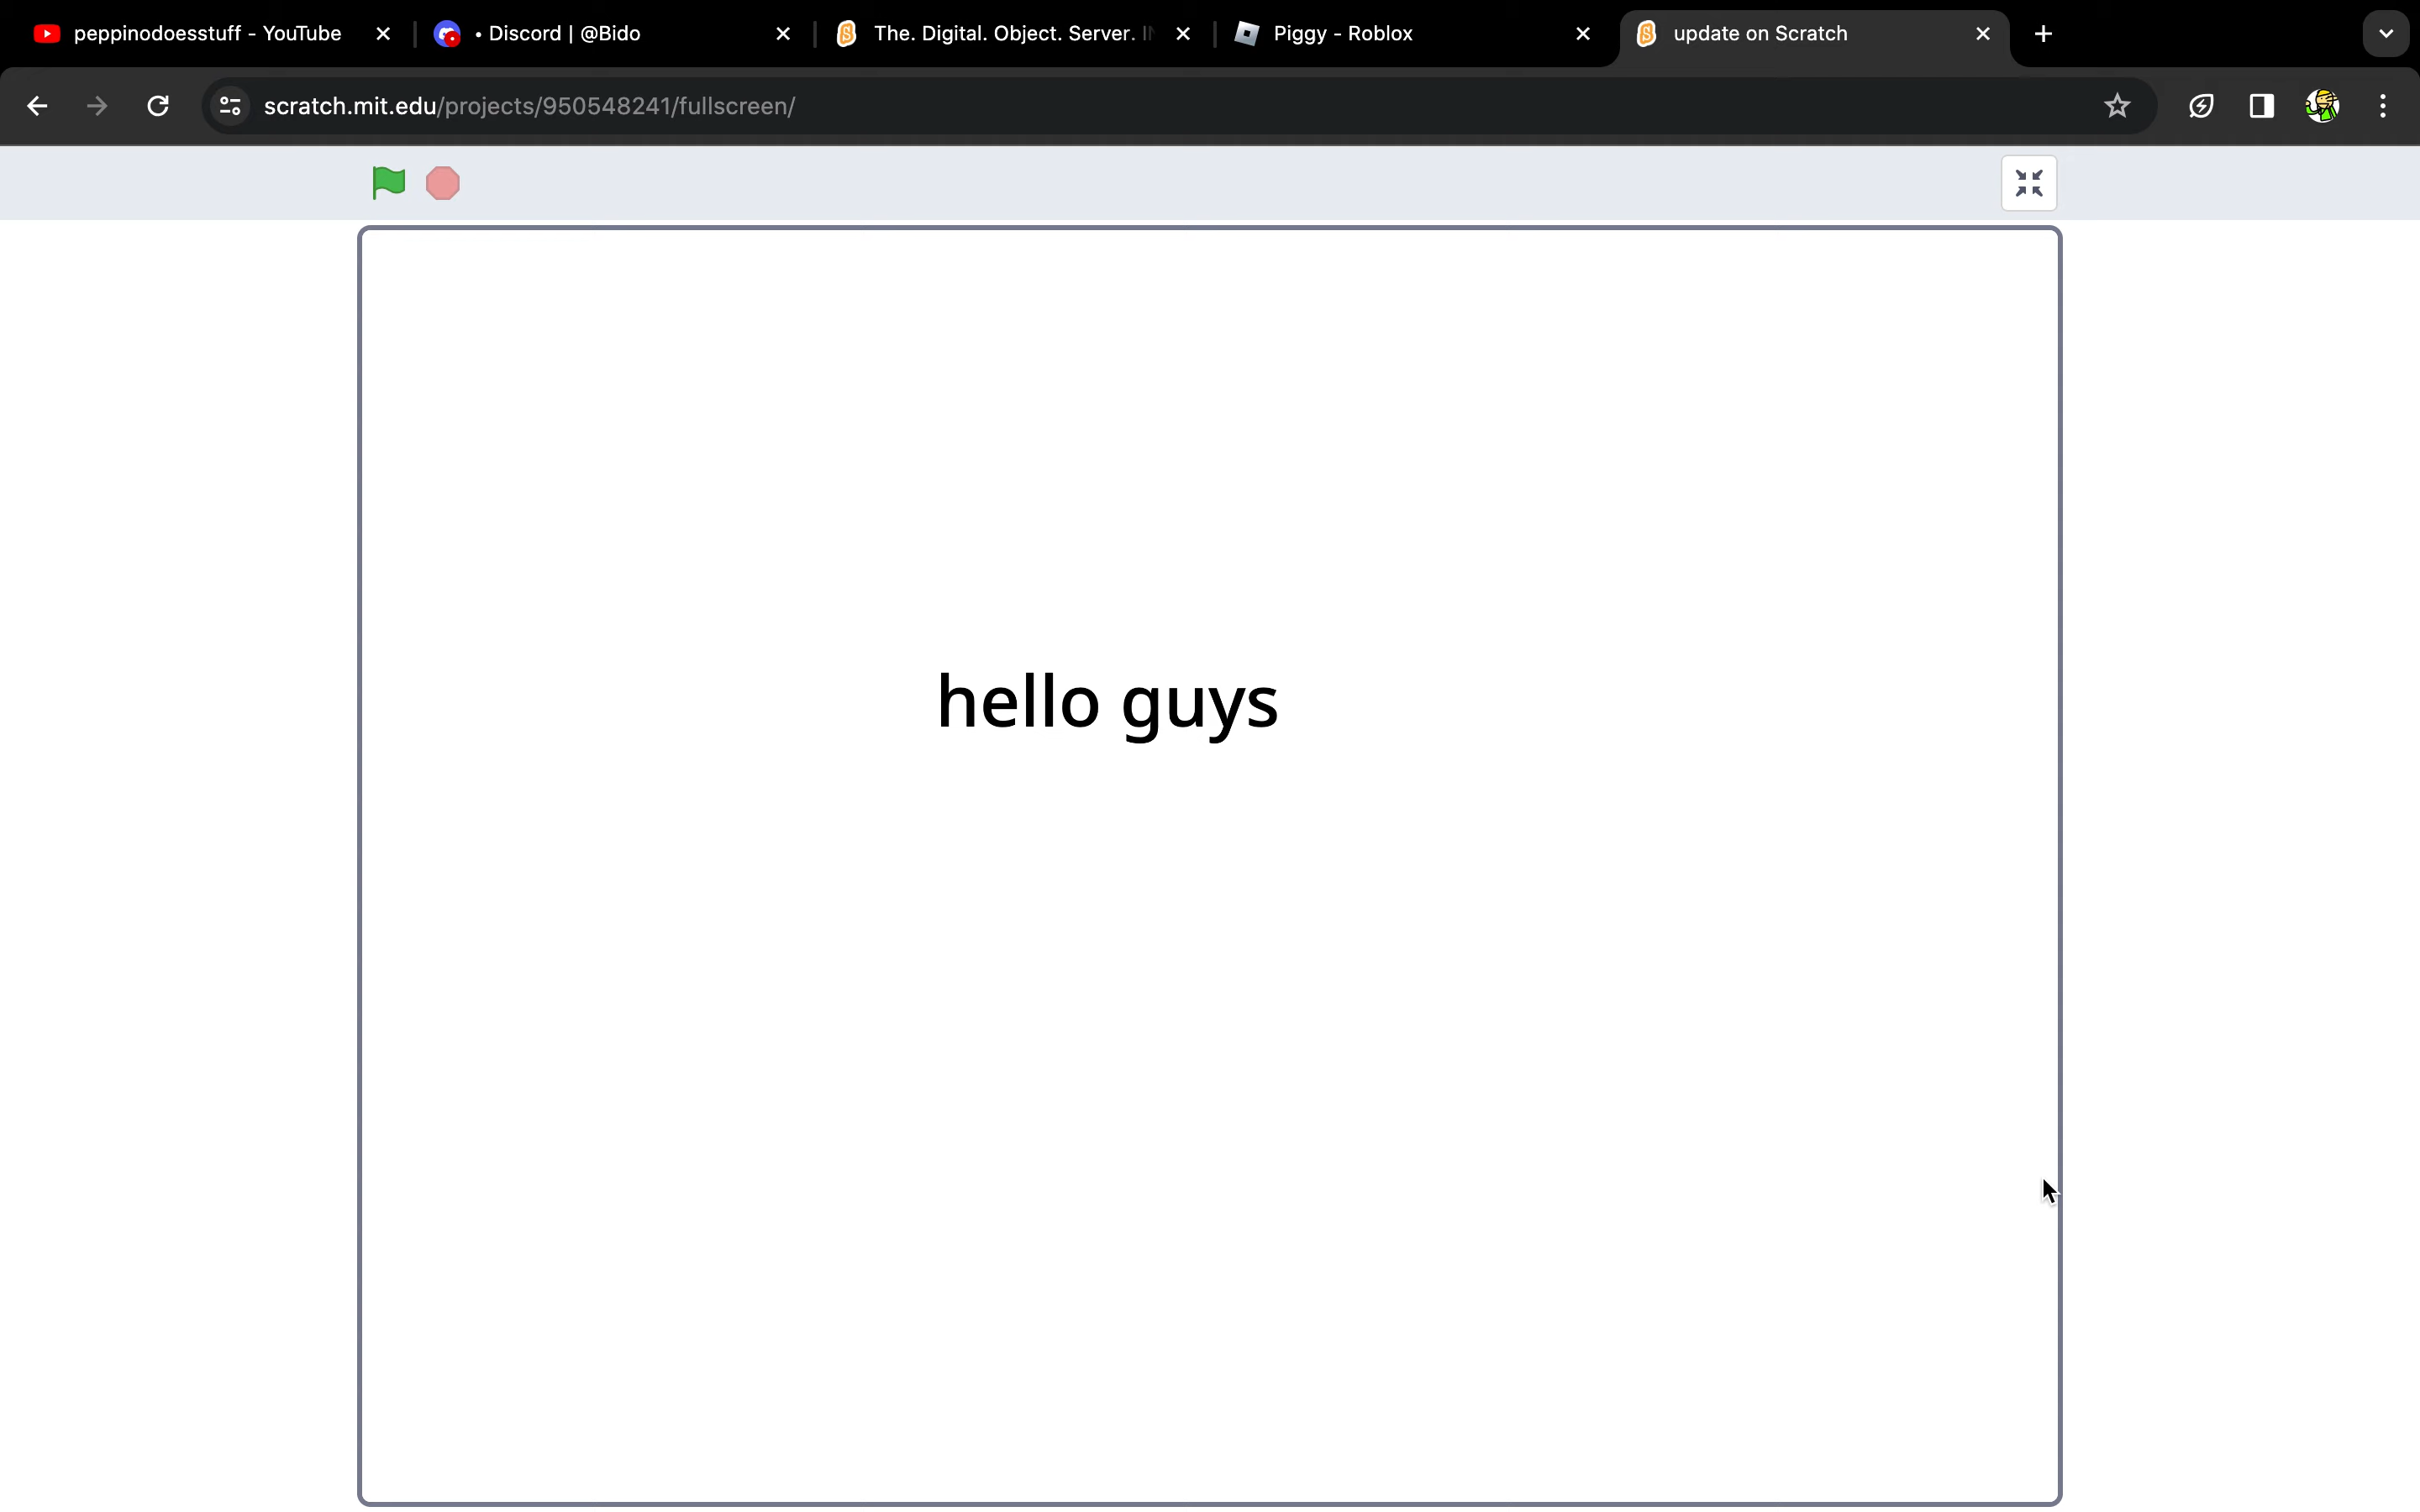 peppinodoesstuff - YouTube
• Discord | @Bido
The. Digital. Object. Server.
Piggy - Roblox
update on Scratch
scratch.mit.edu/projects/950548241/fullscreen/
hello guys